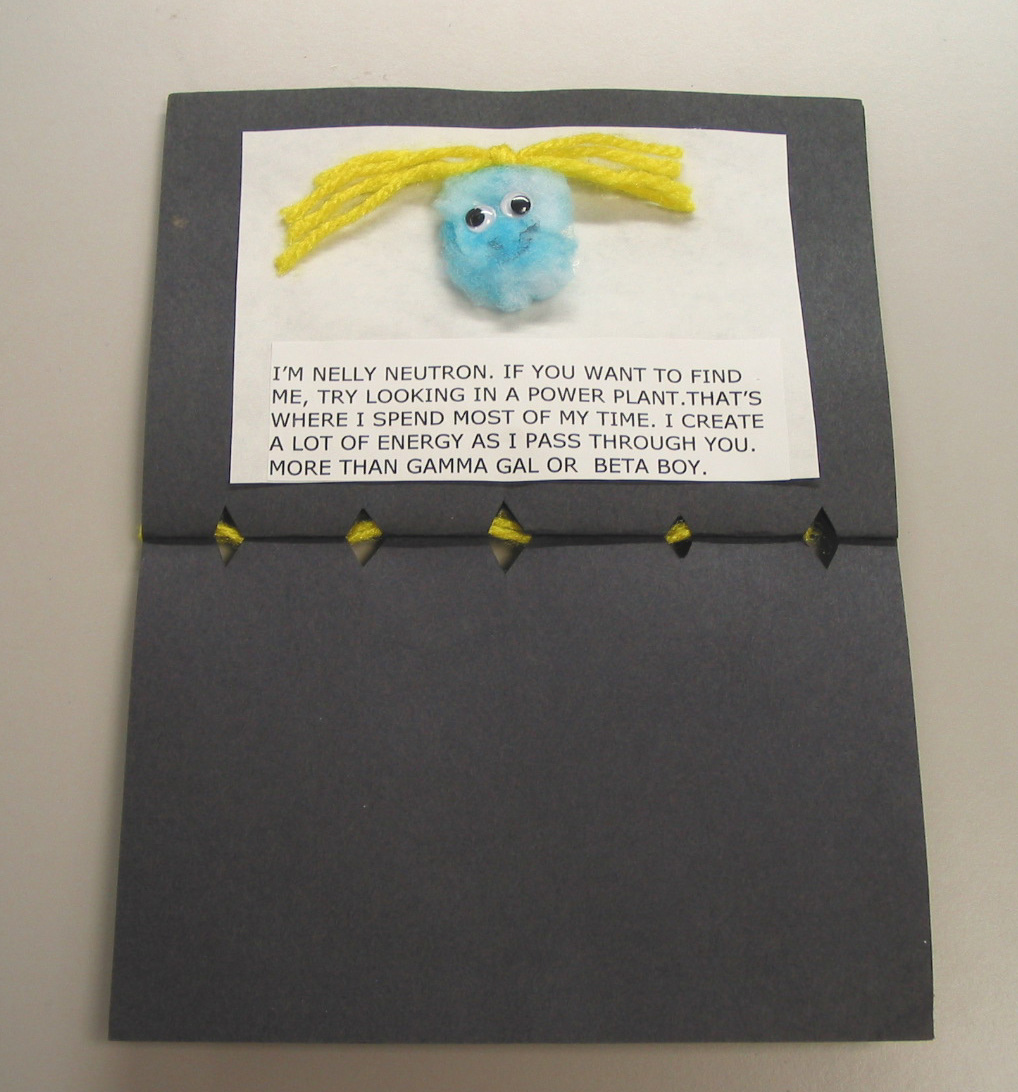 I'M NELLY NEUTRON. IF YOU WANT TO FIND
ME, TRY LOOKING IN A POWER PLANT.THAT'S
WHERE I SPEND MOST OF MY TIME. I CREATE
A LOT OF ENERGY AS I PASS THROUGH YOU.
MORE THAN GAMMA GAL OR  BETA BOY.